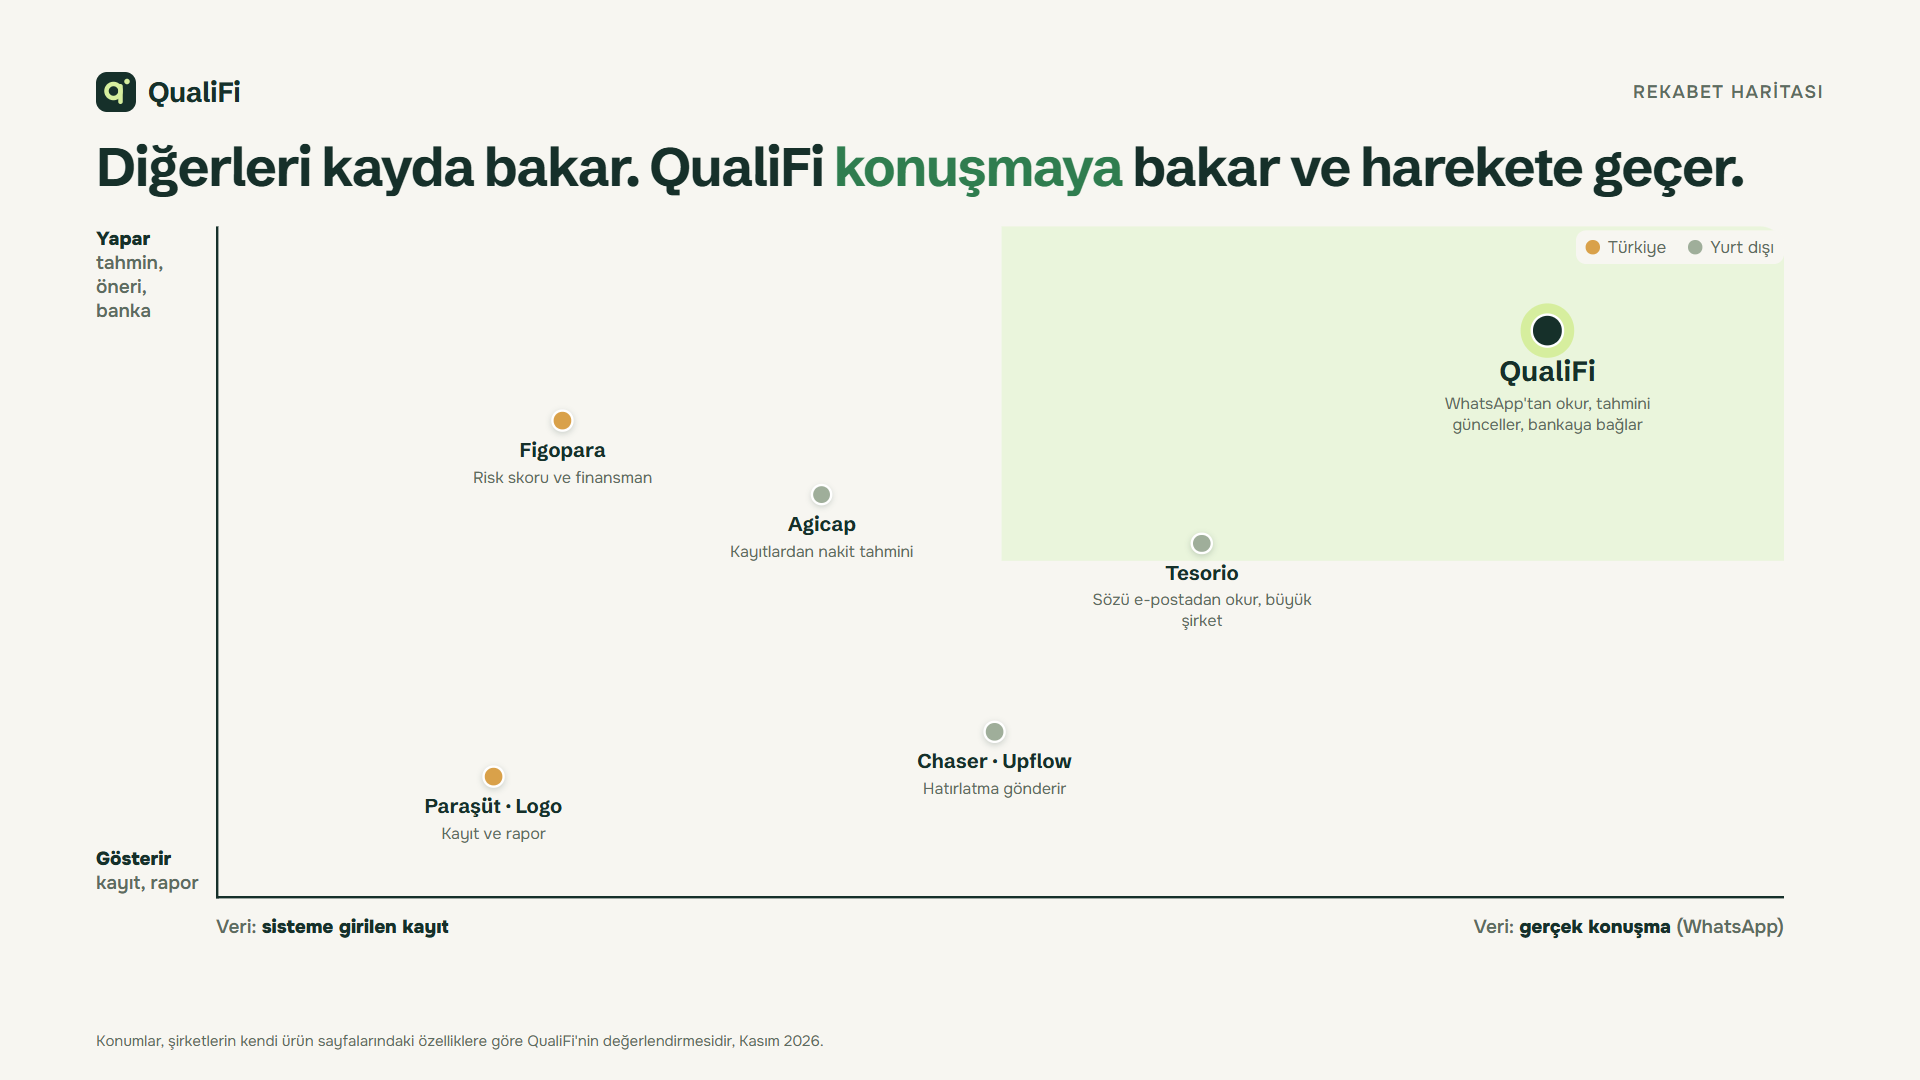 QualiFi
REKABET HARİTASI
Diğerleri kayda bakar. QualiFi konuşmaya bakar ve harekete geçer.
Yapar
tahmin,
öneri,
banka
Türkiye
Yurt dışı
QualiFi
WhatsApp'tan okur, tahmini
günceller, bankaya bağlar
Figopara
Risk skoru ve finansman
Agicap
Kayıtlardan nakit tahmini
Tesorio
Sözü e-postadan okur, büyük
şirket
Chaser · Upflow
Hatırlatma gönderir
Paraşüt · Logo
Kayıt ve rapor
Gösterir
kayıt, rapor
Veri: sisteme girilen kayıt
Veri: gerçek konuşma (WhatsApp)
Konumlar, şirketlerin kendi ürün sayfalarındaki özelliklere göre QualiFi'nin değerlendirmesidir, Kasım 2026.